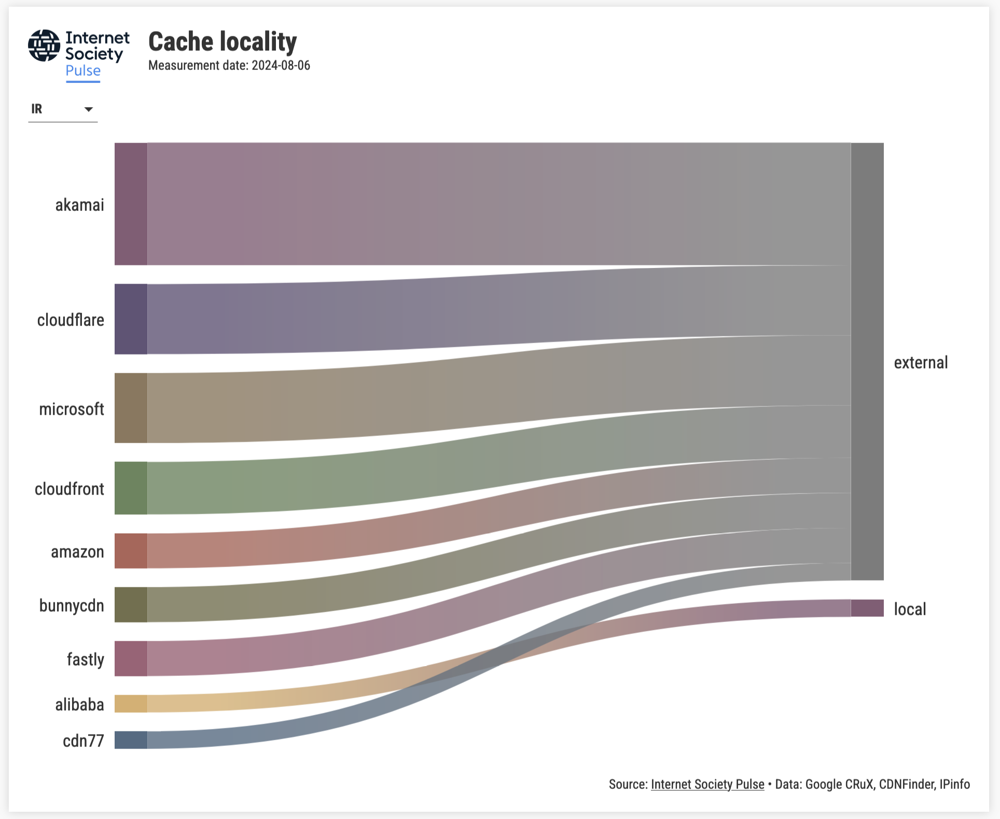 Internet
Society
Pulse
Cache locality
Measurement date: 2024-08-06
IR
akamai
cloudflare
microsoft
cloudfront
amazon
bunnycdn
fastly
alibaba
cdn77
external
local
Source: Internet Society Pulse • Data: Google CRuX, CDNFinder, IPinfo